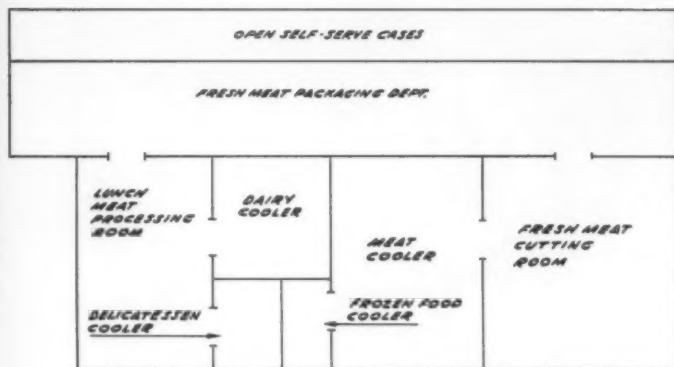 OPEN SELF-SERVE CASES
FRESH MEAT PACKAGING DEPT.
LUNCH
MEAT
PROCESSING
ROOM
DAIRY
COOLER
MEAT
COOLER
FRESH MEAT
CUTTING
ROOM
DELICATESSEN
COOLER
FROZEN FOOD
COOLER